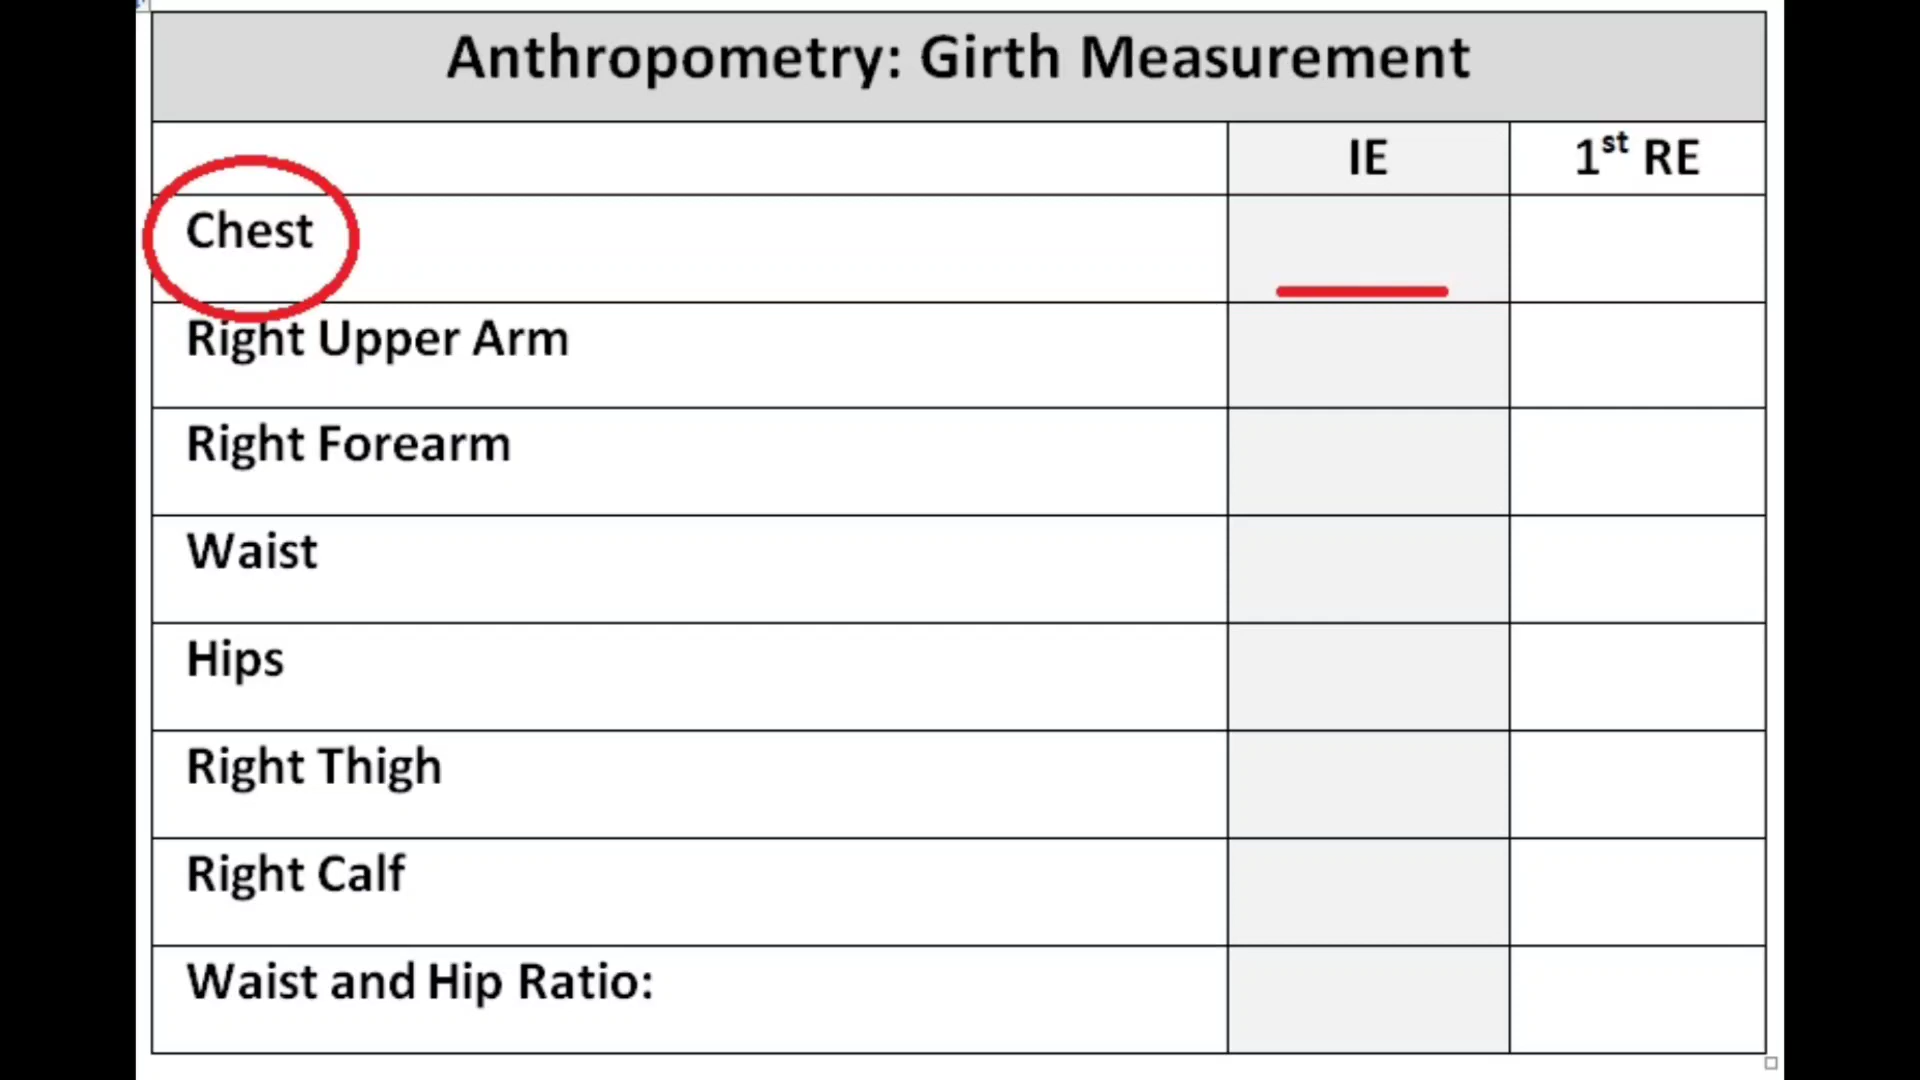 Anthropometry: Girth Measurement
IE 1st RE
Chest
Right Upper Arm
Right Forearm
Waist
Hips
Right Thigh
Right Calf
Waist and Hip Ratio: